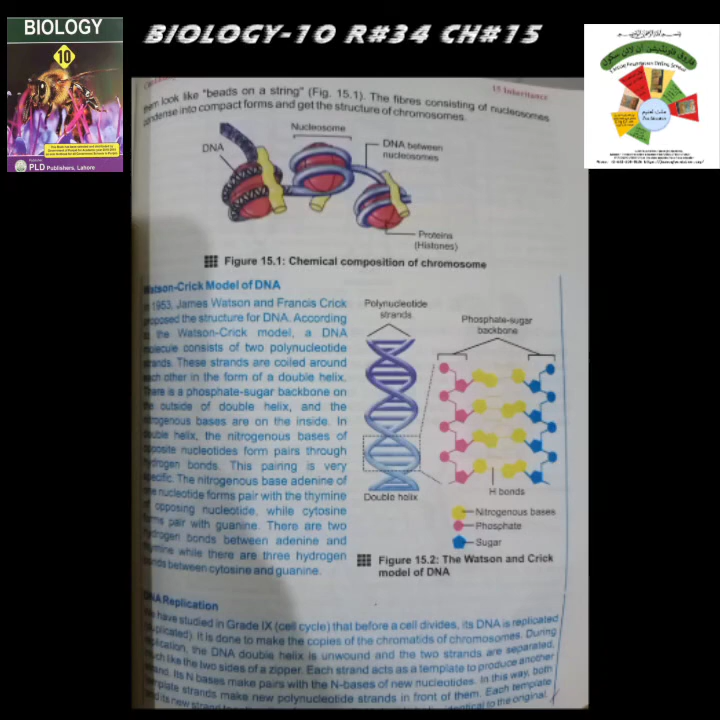 BIOLOGY
10
PLD Publishers, Lahore
BIOLOGY-10 R#34 CH#15
15 Inheritance
them look like "beads on a string" (Fig. 15.1). The fibres consisting of nucleosomes
condense into compact forms and get the structure of chromosomes.
Nucleosome
DNA
DNA between
nucleosomes
Proteins
(Histones)
Figure 15.1: Chemical composition of chromosome
Watson-Crick Model of DNA
In 1953, James Watson and Francis Crick
proposed the structure for DNA. According
to the Watson-Crick model, a DNA
molecule consists of two polynucleotide
strands. These strands are coiled around
each other in the form of a double helix.
There is a phosphate-sugar backbone on
the outside of double helix, and the
nitrogenous bases are on the inside. In
double helix, the nitrogenous bases of
opposite nucleotides form pairs through
hydrogen bonds. This pairing is very
specific. The nitrogenous base adenine of
one nucleotide forms pair with the thymine
opposing nucleotide, while cytosine
forms pair with guanine. There are two
hydrogen bonds between adenine and
thymine while there are three hydrogen
bonds between cytosine and guanine.
Polynucleotide
strands
Phosphate-sugar
backbone
Double helix
H bonds
Nitrogenous bases
Phosphate
Sugar
Figure 15.2: The Watson and Crick
model of DNA
DNA Replication
We have studied in Grade IX (cell cycle) that before a cell divides, its DNA is replicated
(duplicated). It is done to make the copies of the chromatids of chromosomes. During
replication, the DNA double helix is unwound and the two strands are separated,
much like the two sides of a zipper. Each strand acts as a template to produce another
strand. Its N bases make pairs with the N-bases of new nucleotides. In this way, both
template strands make new polynucleotide strands in front of them. Each template
and its new strand identical to the original